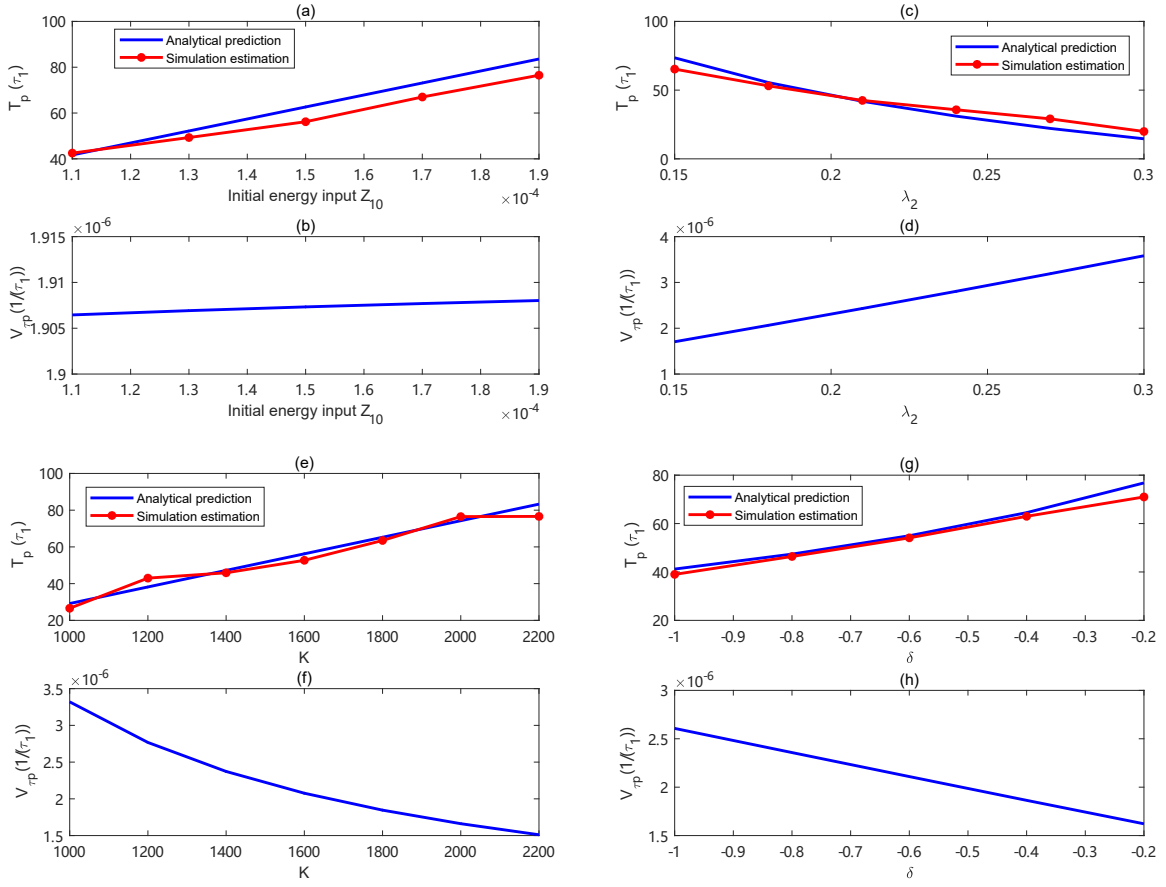 (a)
100
80
60
40
T_p (τ_1)
Analytical prediction
Simulation estimation
1.1 1.2 1.3 1.4 1.5 1.6 1.7 1.8 1.9
Initial energy input Z_10
×10^-4
(c)
100
50
0
T_p (τ_1)
Analytical prediction
Simulation estimation
0.15 0.2 0.25 0.3
λ_2
(b)
×10^-6
1.915
1.91
1.905
1.9
V_τp(1/(τ_1))
1.1 1.2 1.3 1.4 1.5 1.6 1.7 1.8 1.9
Initial energy input Z_10
×10^-4
(d)
×10^-6
4
3
2
1
V_τp(1/(τ_1))
0.15 0.2 0.25 0.3
λ_2
(e)
100
80
60
40
20
T_p (τ_1)
Analytical prediction
Simulation estimation
1000 1200 1400 1600 1800 2000 2200
K
(g)
80
60
40
20
T_p (τ_1)
Analytical prediction
Simulation estimation
-1 -0.9 -0.8 -0.7 -0.6 -0.5 -0.4 -0.3 -0.2
δ
(f)
×10^-6
3.5
3
2.5
2
1.5
V_τp(1/(τ_1))
1000 1200 1400 1600 1800 2000 2200
K
(h)
×10^-6
3
2.5
2
1.5
V_τp(1/(τ_1))
-1 -0.9 -0.8 -0.7 -0.6 -0.5 -0.4 -0.3 -0.2
δ